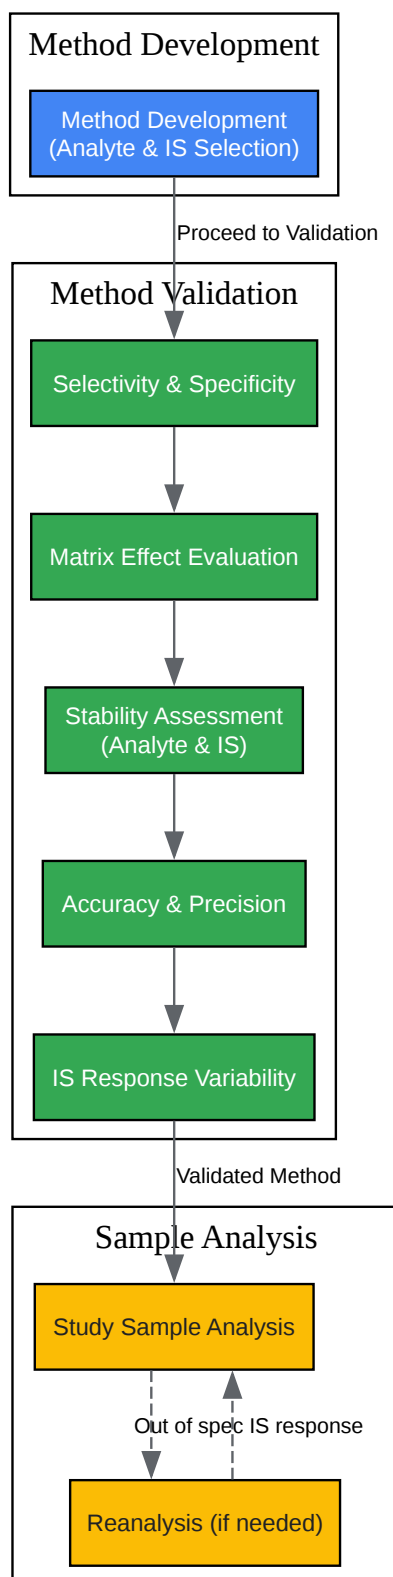 Method Development
Method Development
(Analyte & IS Selection)
Proceed to Validation
Method Validation
Selectivity & Specificity
Matrix Effect Evaluation
Stability Assessment
(Analyte & IS)
Accuracy & Precision
IS Response Variability
Validated Method
Sample Analysis
Study Sample Analysis
Out of spec IS response
Reanalysis (if needed)